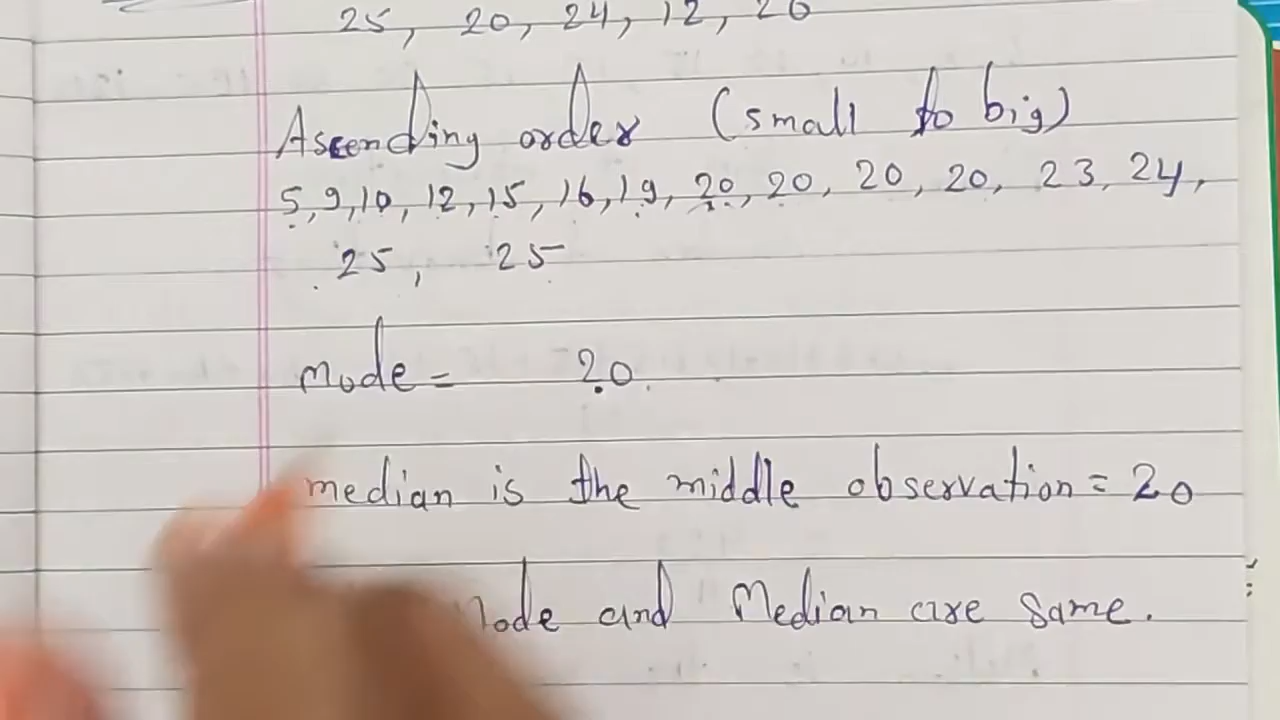 25, 20, 24, 12, 20
Ascending order (small to big)
5, 9, 10, 12, 15, 16, 19, 20, 20, 20, 20, 23, 24,
25, 25
mode = 20.
median is the middle observation = 20
Mode and Median are same.